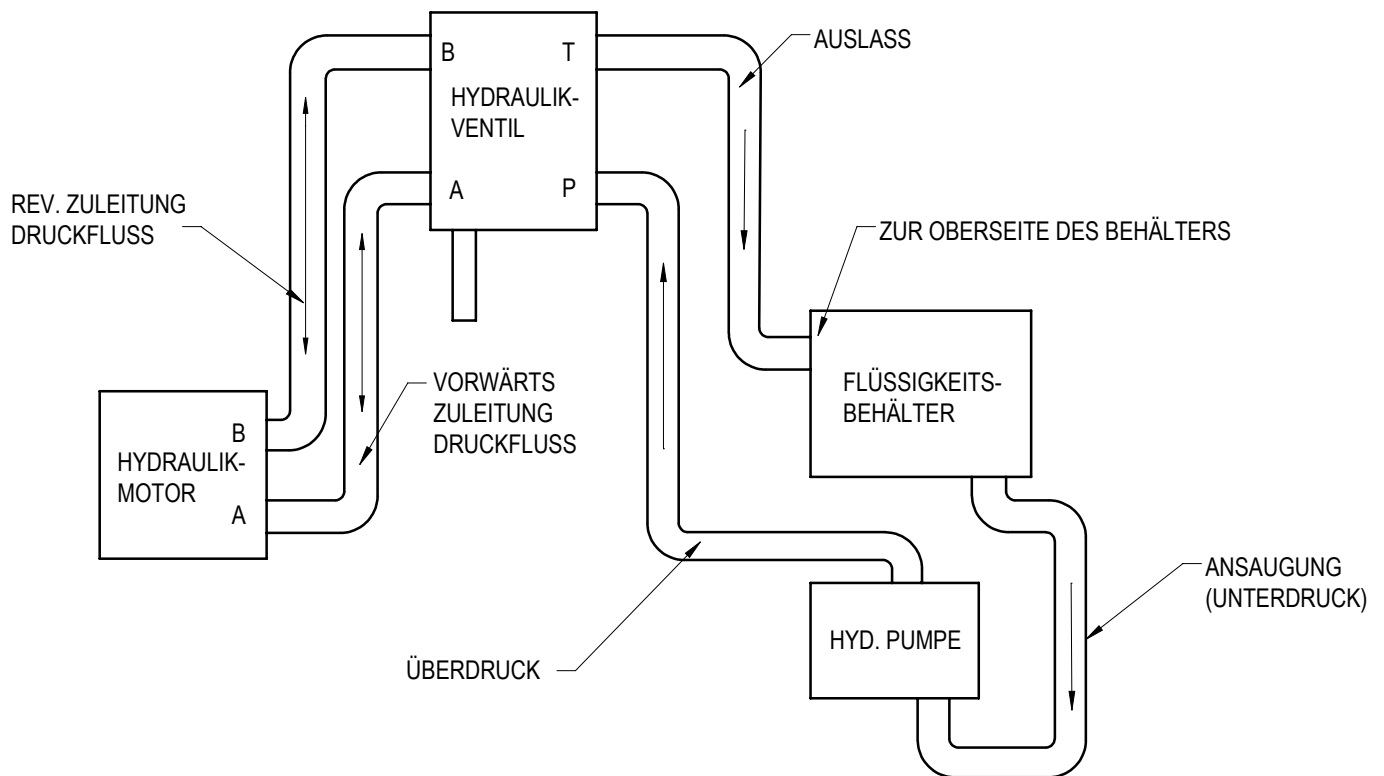 AUSLASS
B
T
HYDRAULIK-
VENTIL
A
P
REV. ZULEITUNG
DRUCKFLUSS
ZUR OBERSEITE DES BEHÄLTERS
VORWÄRTS
ZULEITUNG
DRUCKFLUSS
FLÜSSIGKEITS-
BEHÄLTER
B
HYDRAULIK-
MOTOR
A
ANSAUGUNG
(UNTERDRUCK)
HYD. PUMPE
ÜBERDRUCK